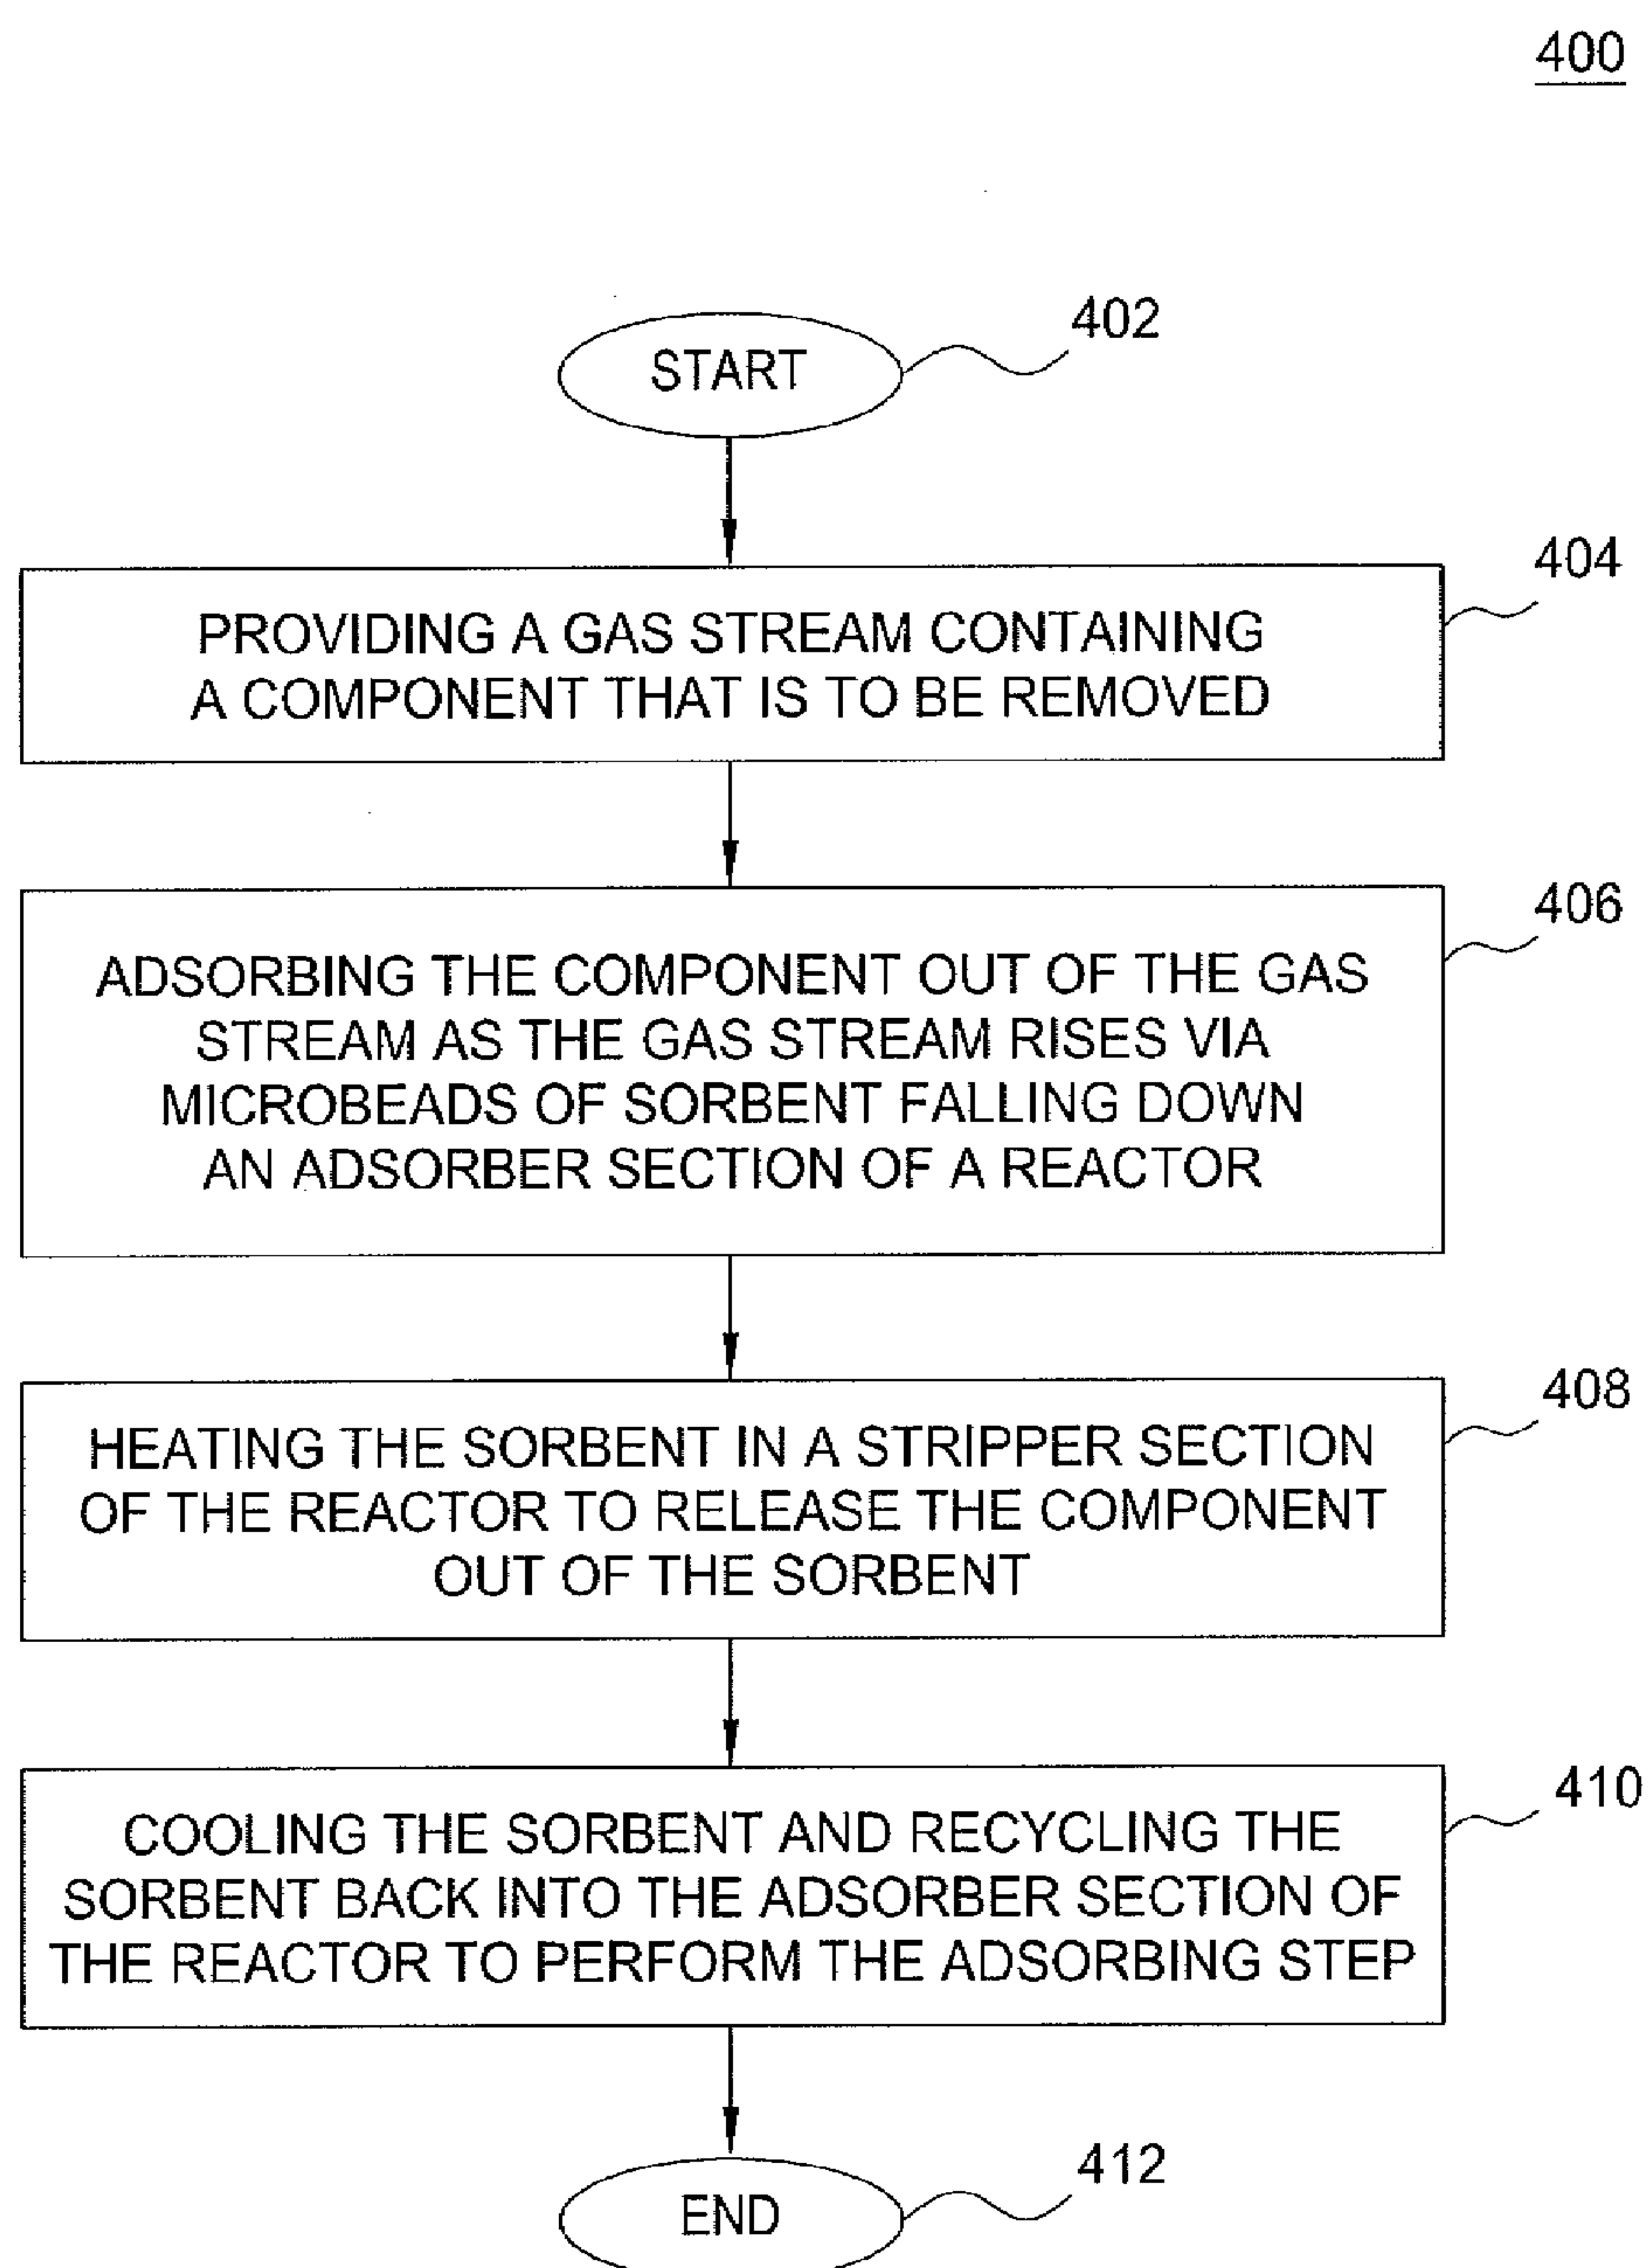 400
START
402
404
PROVIDING A GAS STREAM CONTAINING
A COMPONENT THAT IS TO BE REMOVED
406
ADSORBING THE COMPONENT OUT OF THE GAS
STREAM AS THE GAS STREAM RISES VIA
MICROBEADS OF SORBENT FALLING DOWN
AN ADSORBER SECTION OF A REACTOR
408
HEATING THE SORBENT IN A STRIPPER SECTION
OF THE REACTOR TO RELEASE THE COMPONENT
OUT OF THE SORBENT
410
COOLING THE SORBENT AND RECYCLING THE
SORBENT BACK INTO THE ADSORBER SECTION OF
THE REACTOR TO PERFORM THE ADSORBING STEP
412
END